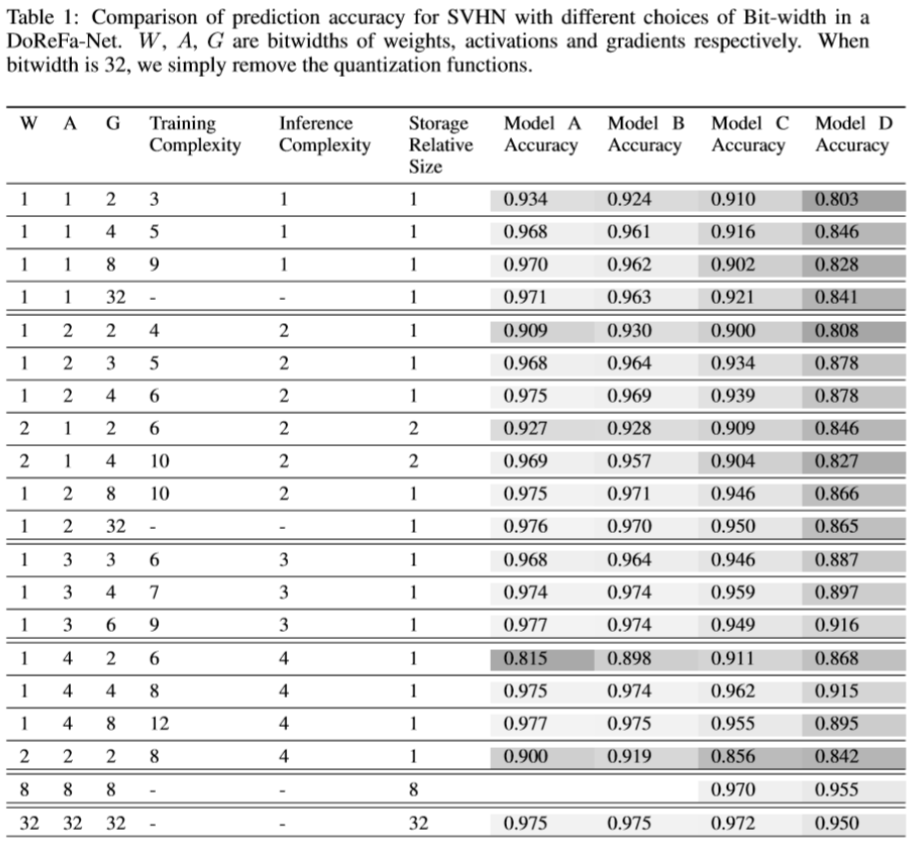 Table 1: Comparison of prediction accuracy for SVHN with different choices of Bit-width in a
DoReFa-Net. W, A, G are bitwidths of weights, activations and gradients respectively. When
bitwidth is 32, we simply remove the quantization functions.
W A G Training Inference Storage Model A Model B Model C Model D
Complexity Complexity Relative Accuracy Accuracy Accuracy Accuracy
Size
1 1 2 3 1 1 0.934 0.924 0.910 0.803
1 1 4 5 1 1 0.968 0.961 0.916 0.846
1 1 8 9 1 1 0.970 0.962 0.902 0.828
1 1 32 - - 1 0.971 0.963 0.921 0.841
1 2 2 4 2 1 0.909 0.930 0.900 0.808
1 2 3 5 2 1 0.968 0.964 0.934 0.878
1 2 4 6 2 1 0.975 0.969 0.939 0.878
2 1 2 6 2 2 0.927 0.928 0.909 0.846
2 1 4 10 2 2 0.969 0.957 0.904 0.827
1 2 8 10 2 1 0.975 0.971 0.946 0.866
1 2 32 - - 1 0.976 0.970 0.950 0.865
1 3 3 6 3 1 0.968 0.964 0.946 0.887
1 3 4 7 3 1 0.974 0.974 0.959 0.897
1 3 6 9 3 1 0.977 0.974 0.949 0.916
1 4 2 6 4 1 0.815 0.898 0.911 0.868
1 4 4 8 4 1 0.975 0.974 0.962 0.915
1 4 8 12 4 1 0.977 0.975 0.955 0.895
2 2 2 8 4 1 0.900 0.919 0.856 0.842
8 8 8 - - 8 0.970 0.955
32 32 32 - - 32 0.975 0.975 0.972 0.950